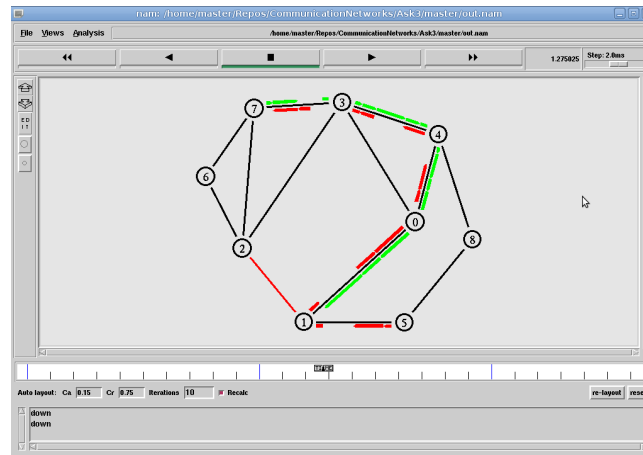 nam: /home/master/Repos/CommunicationNetworks/Ask3/master/out.nam
File Views Analysis /home/master/Repos/CommunicationNetworks/Ask3/master/out.nam
1.275025 Step: 2.0ms
E D
I T
7
3
4
6
0
2
8
1
5
Auto layout: Ca 0.15 Cr 0.75 Iterations 10 Recalc re-layout rese
down
down